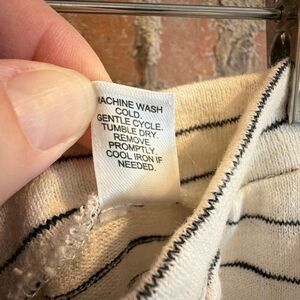 MACHINE WASH
COLD.
GENTLE CYCLE.
TUMBLE DRY.
REMOVE
PROMPTLY.
COOL IRON IF
NEEDED.